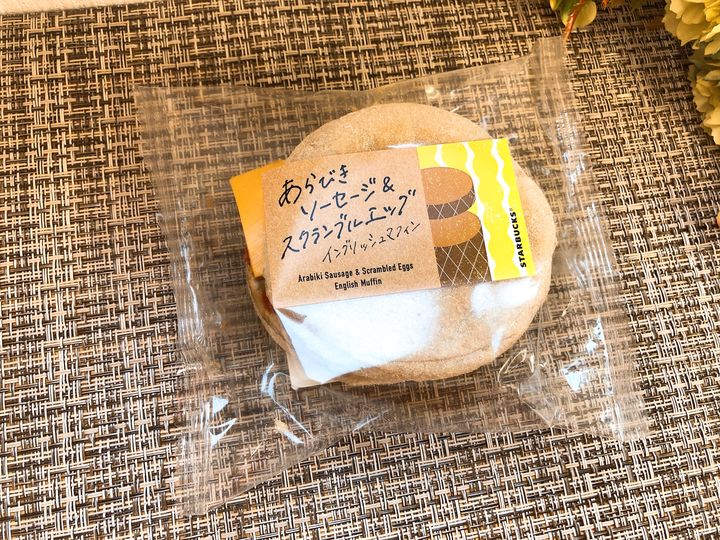 あらびき
ソーセージ&
スクランブルエッグ
イングリッシュマフィン
Arabiki Sausage & Scrambled Eggs
English Muffin
STARBUCKS